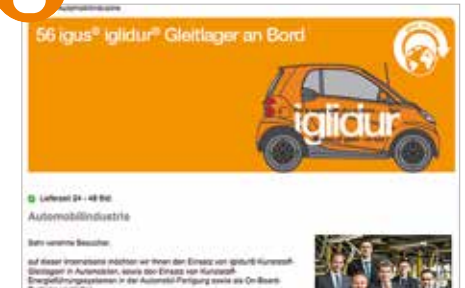 Automobilindustrie
56 igus® iglidur® Gleitlager an Bord
iglidur
Lieferzeit 24 - 48 Std.
Automobilindustrie
Sehr verehrte Besucher,
auf dieser Internetseite möchten wir Ihnen den Einsatz von iglidur® Kunststoff-
Gleitlagern in Automobilen, sowie den Einsatz von Kunststoff-
Energieführungssystemen in der Automobil-Fertigung sowie als On-Board-